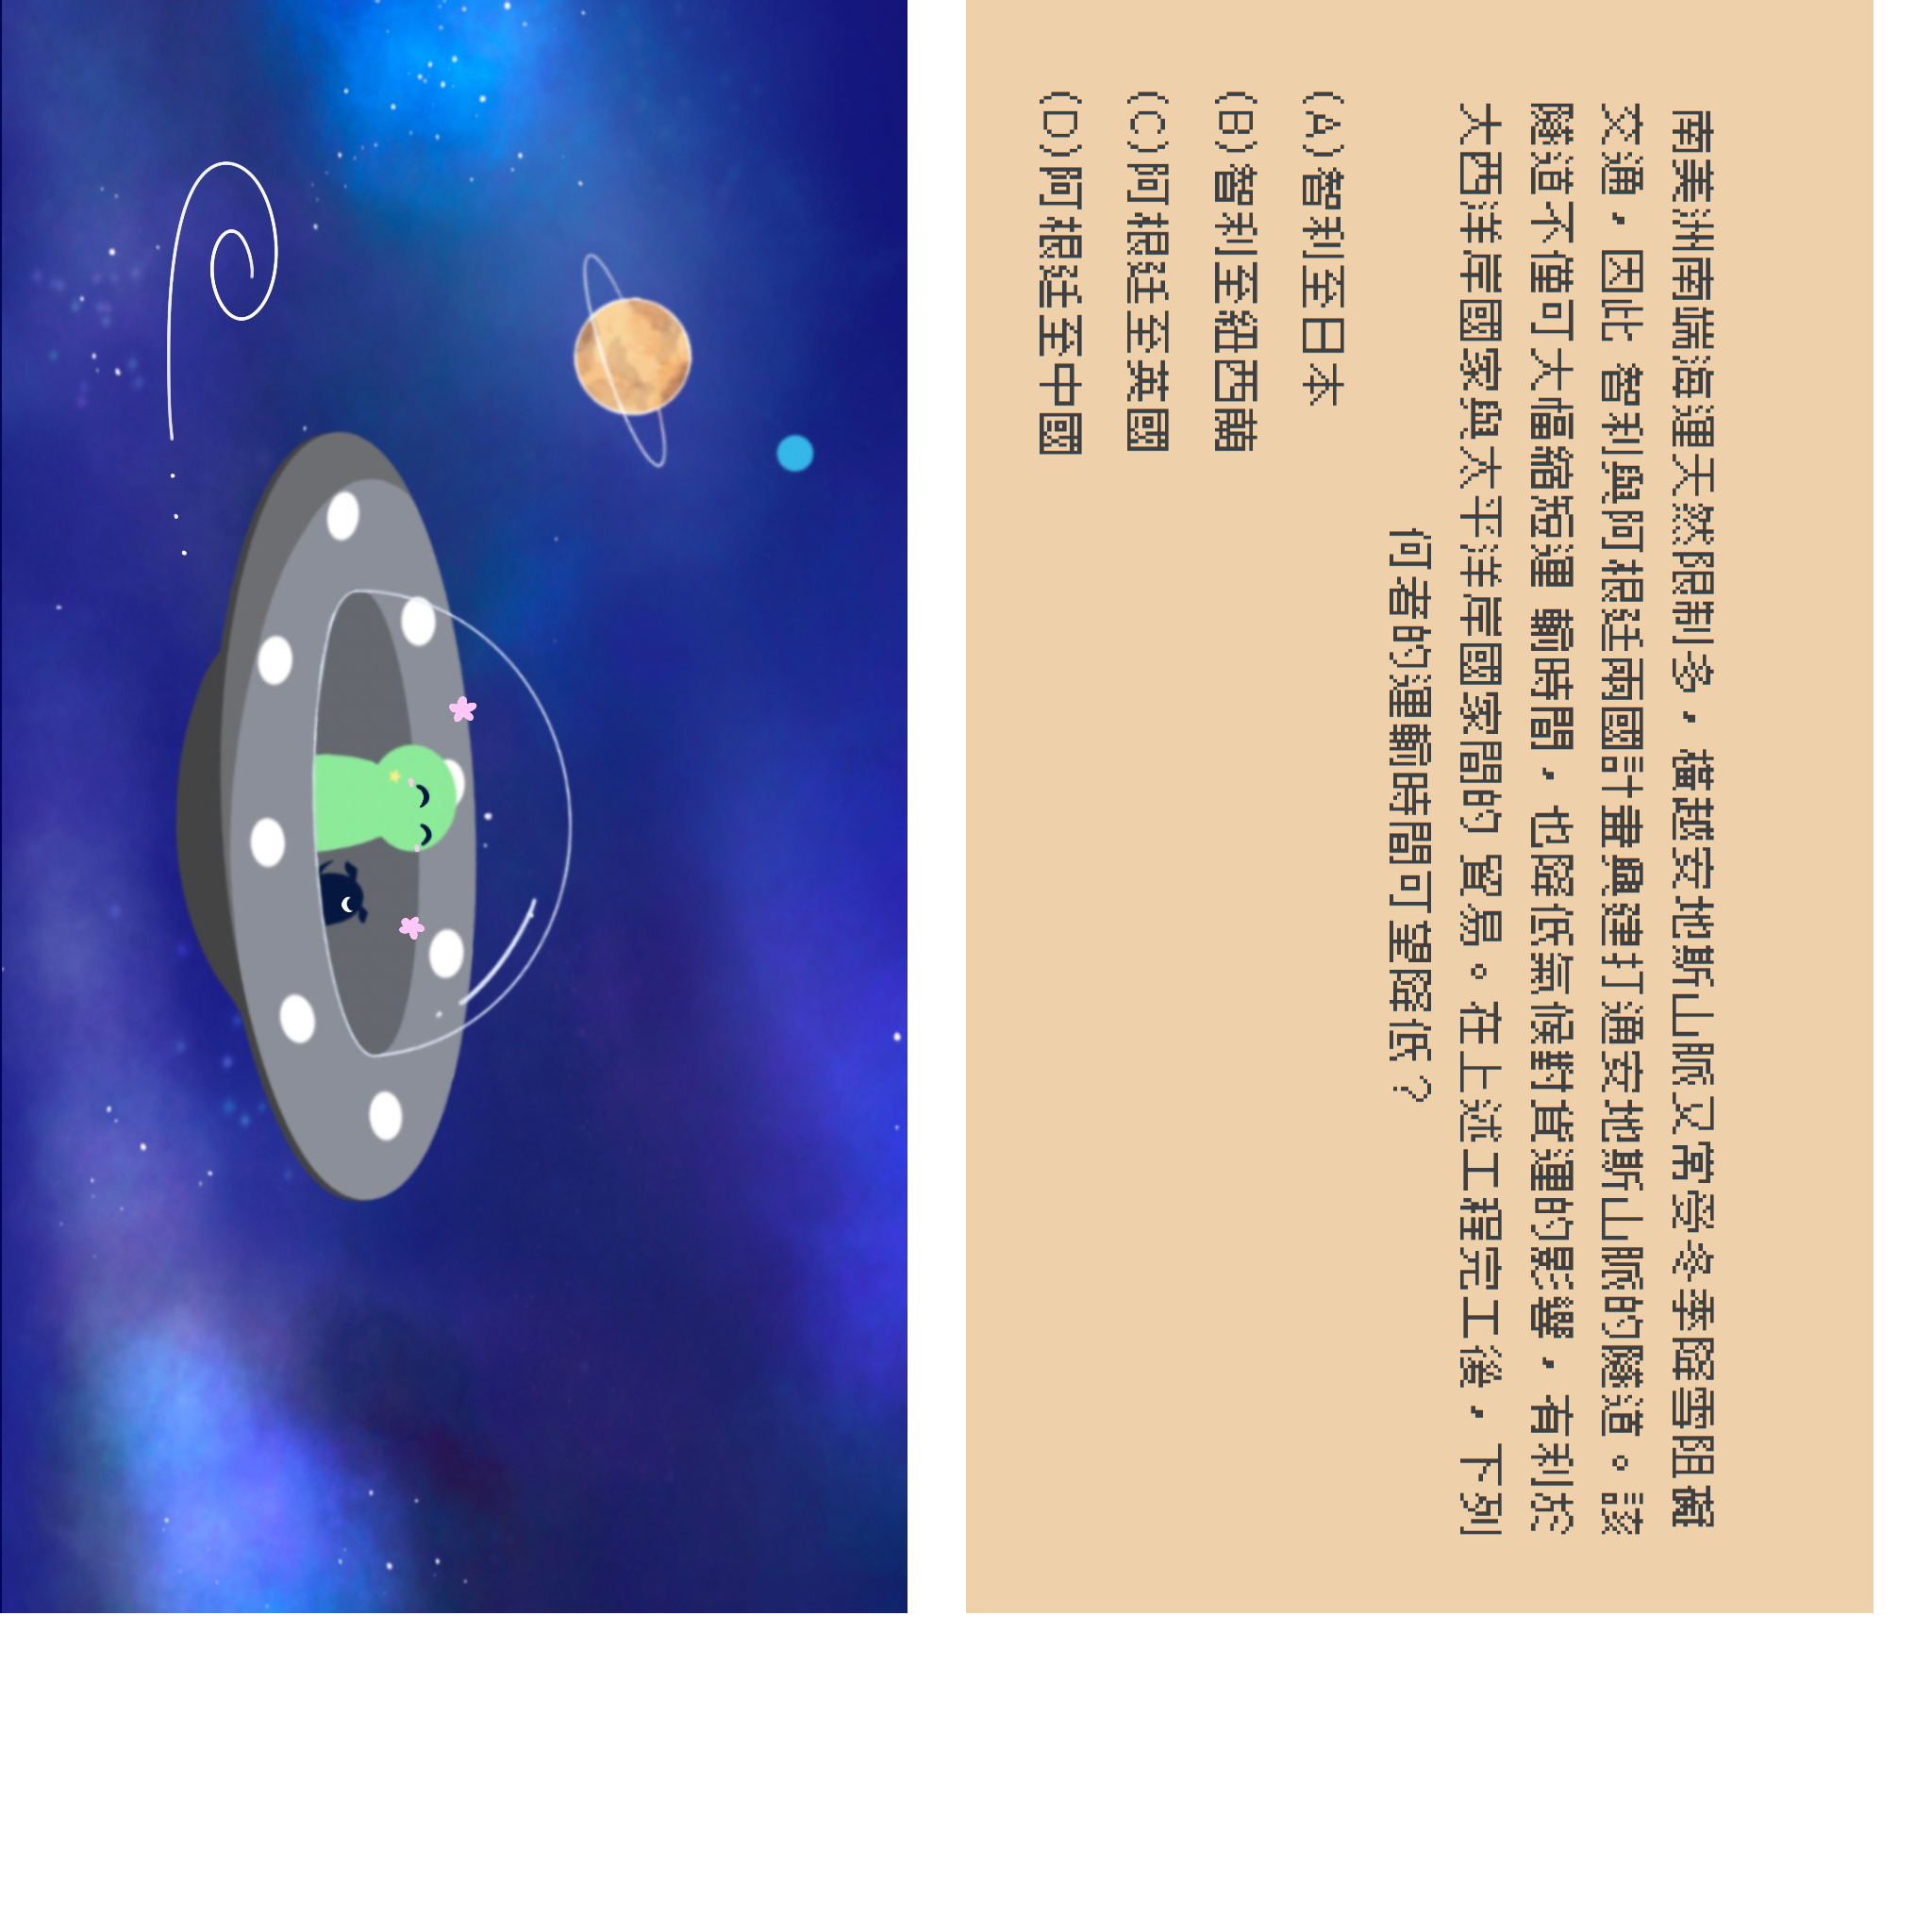 南美洲南端海運天然限制多，橫越安地斯山脈又常受冬季降雪阻礙
交通，因此 智利與阿根廷兩國計畫興建打通安地斯山脈的隧道。該
隧道不僅可大幅縮短運 輸時間，也降低氣候對貨運的影響，有利於
大西洋岸國家與太平洋岸國家間的 貿易。在上述工程完工後，下列
何者的運輸時間可望降低？
(A)智利至日本
(B)智利至紐西蘭
(C)阿根廷至英國
(D)阿根廷至中國